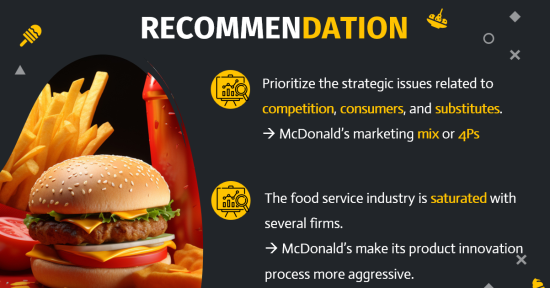 RECOMMENDATION
Prioritize the strategic issues related to
competition, consumers, and substitutes.
→ McDonald's marketing mix or 4Ps
The food service industry is saturated with
several firms.
→ McDonald's make its product innovation
process more aggressive.